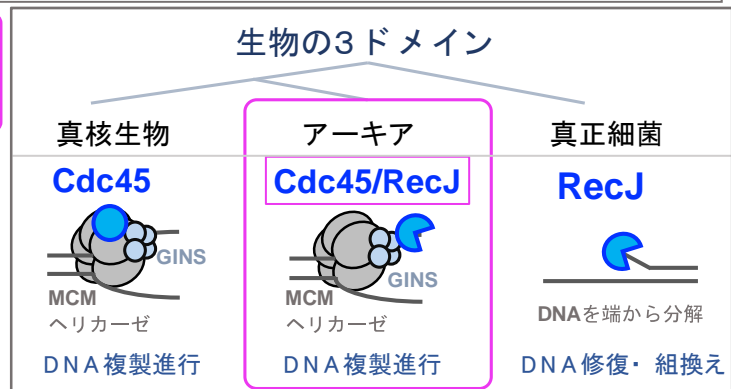 生物の3ドメイン
真核生物
アーキア
真正細菌
Cdc45
Cdc45/RecJ
RecJ
GINS
MCM
ヘリカーゼ
GINS
MCM
ヘリカーゼ
DNAを端から分解
DNA複製進行
DNA複製進行
DNA修復・組換え